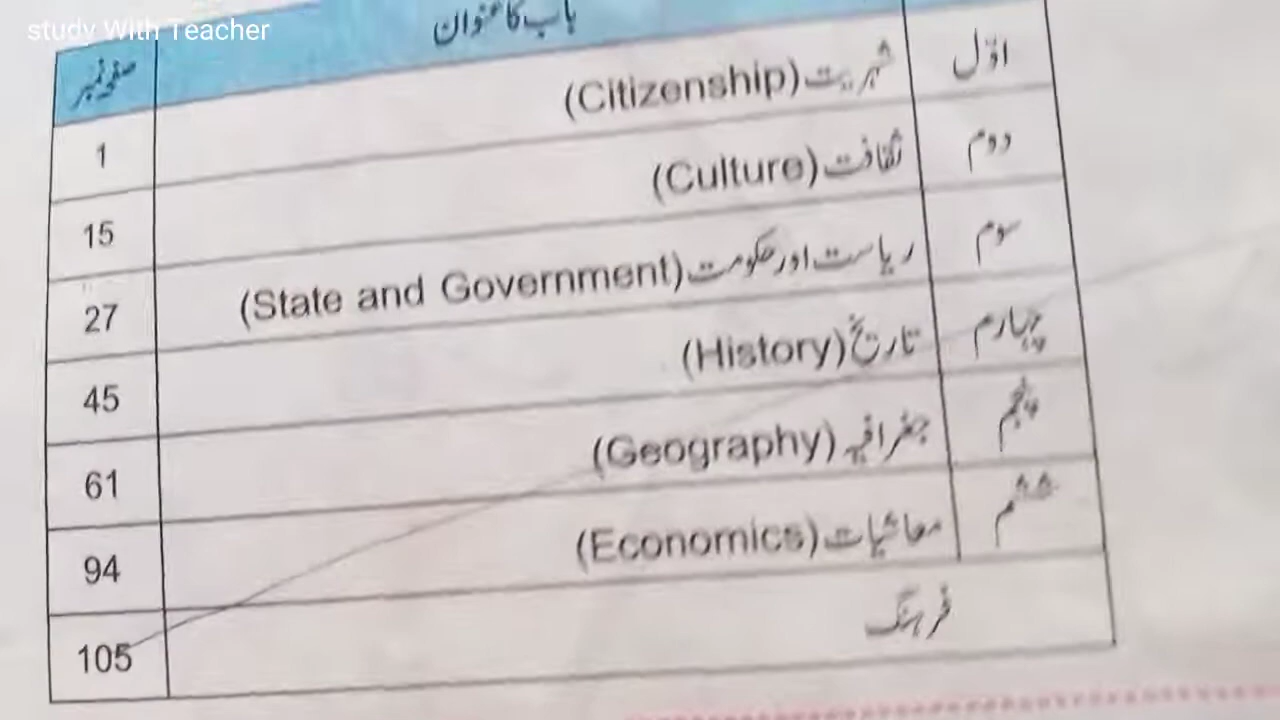 study With Teacher
باب کا عنوان صفحہ نمبر
اوّل شہریت (Citizenship) 1
دوم ثقافت (Culture) 15
سوم ریاست اور حکومت (State and Government) 27
چہارم تاریخ (History) 45
پنجم جغرافیہ (Geography) 61
ششم معاشیات (Economics) 94
فرہنگ 105